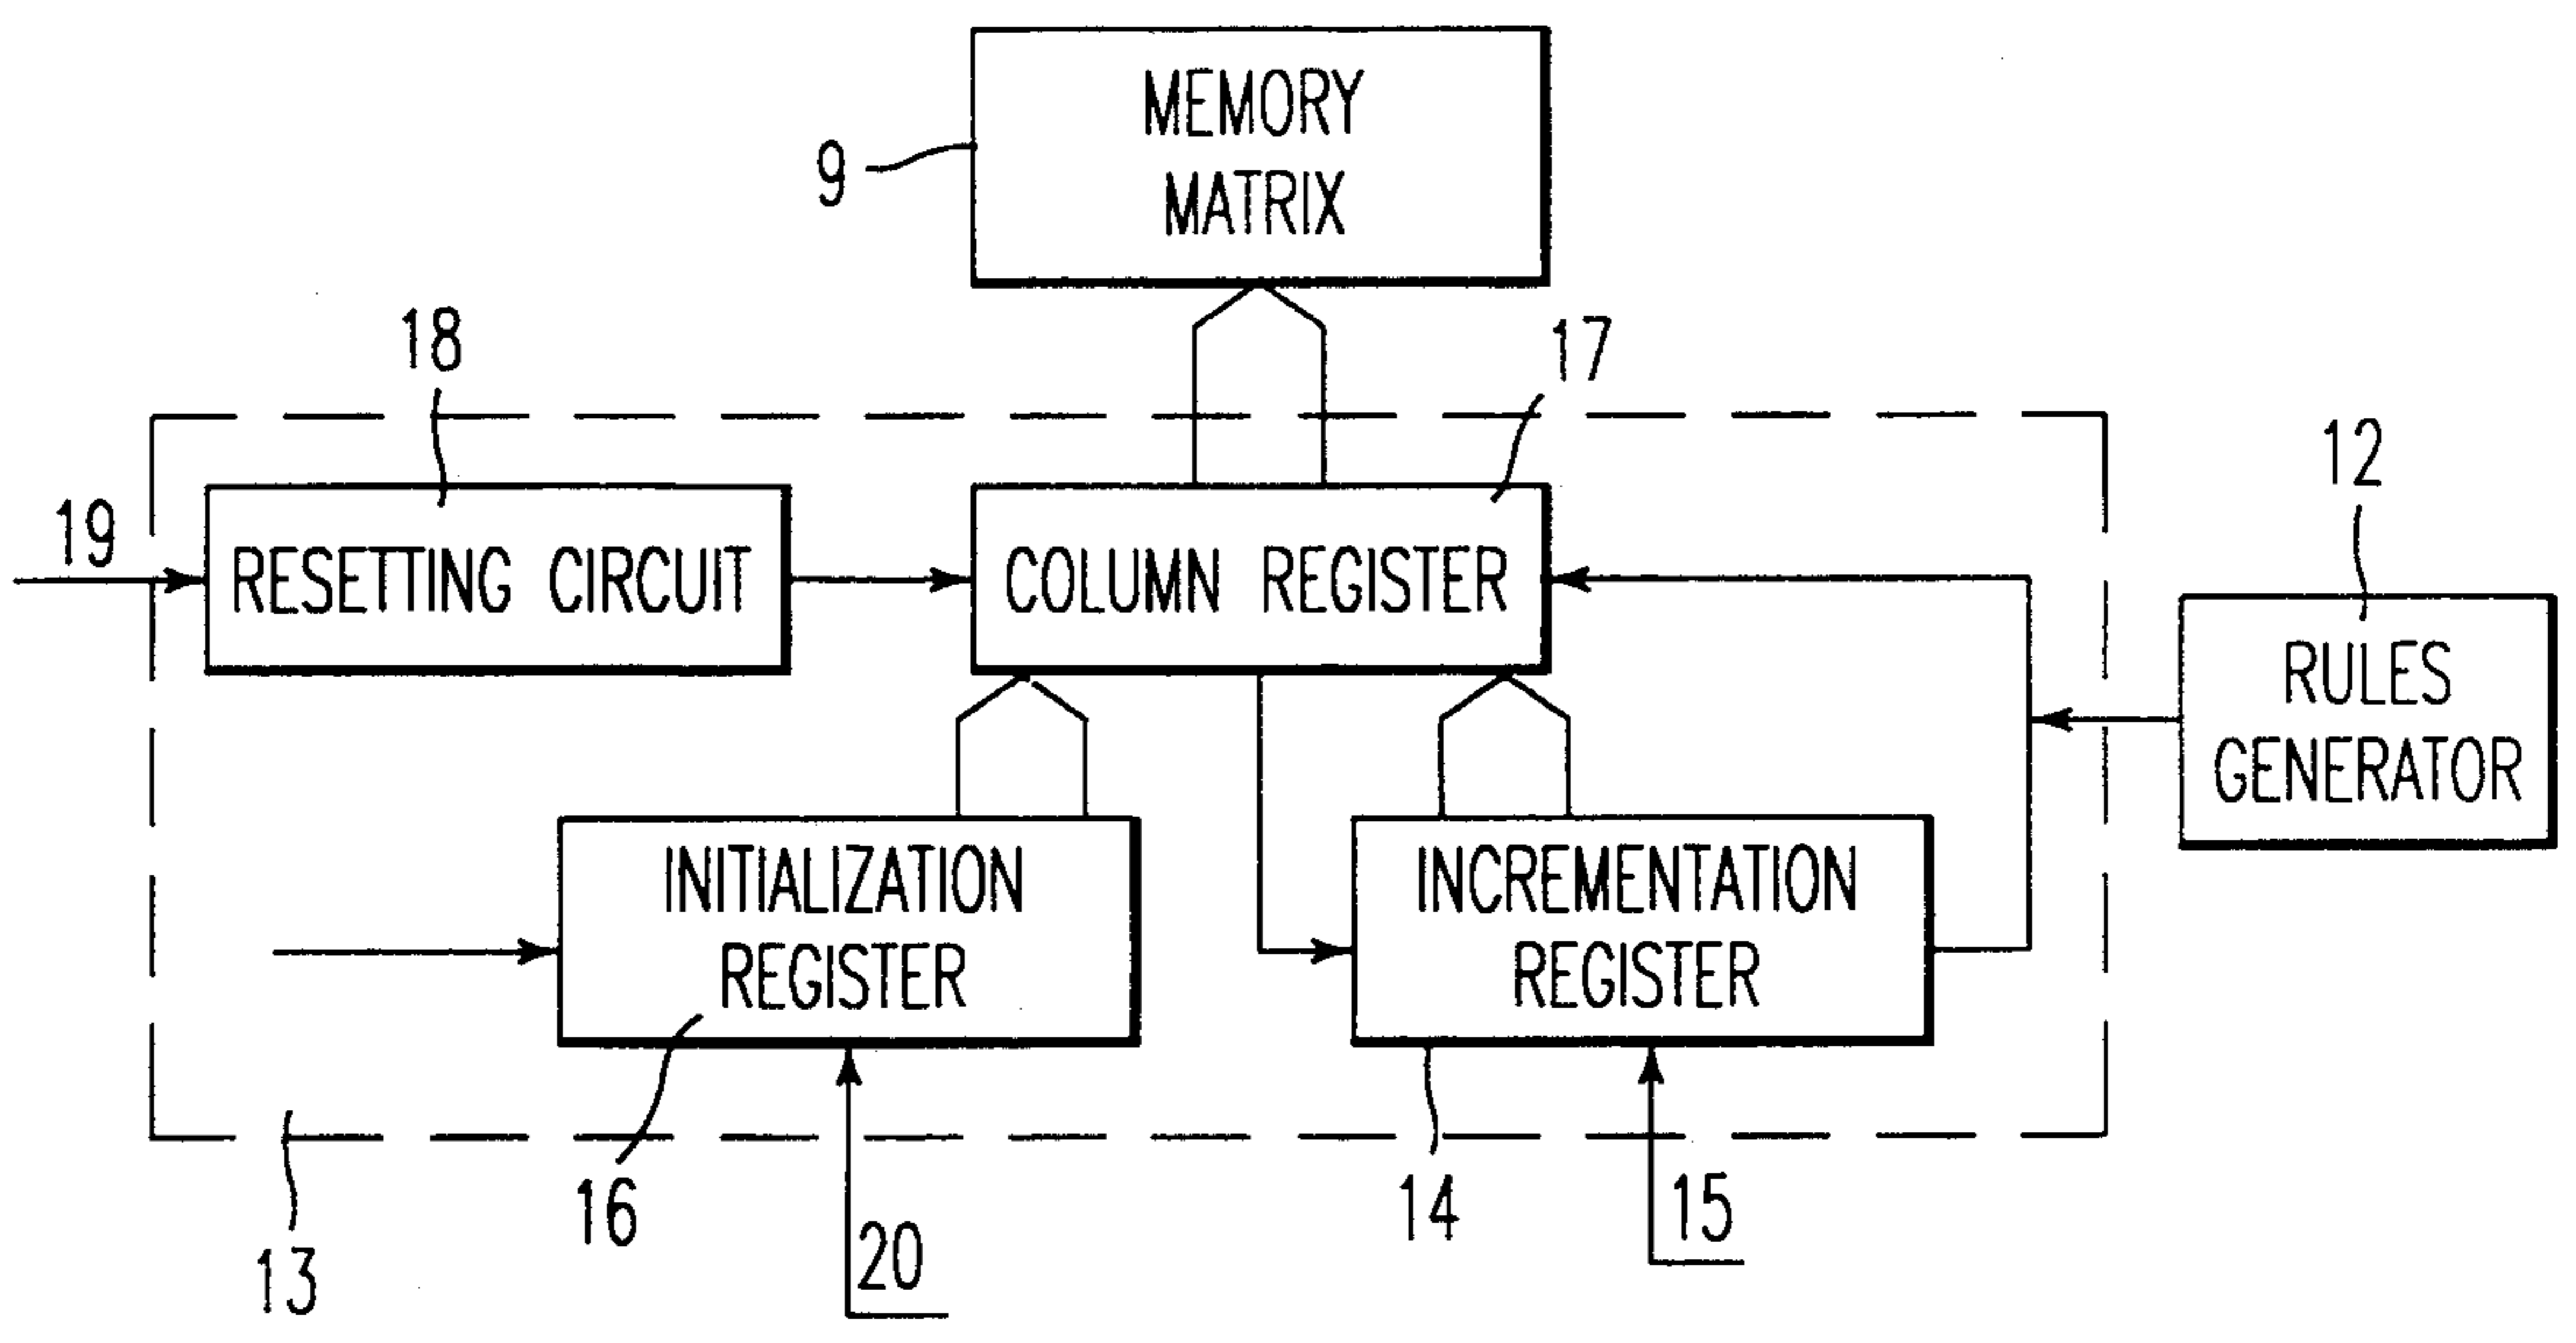 MEMORY
MATRIX
9
18
17
12
19
RESETTING CIRCUIT
COLUMN REGISTER
RULES
GENERATOR
INITIALIZATION
REGISTER
INCREMENTATION
REGISTER
16
14
15
20
13